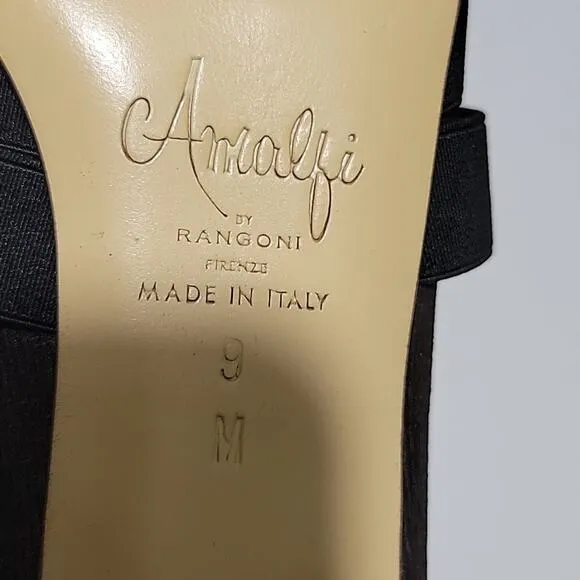 Amalfi
BY
RANGONI
FIRENZE
MADE IN ITALY
9
M